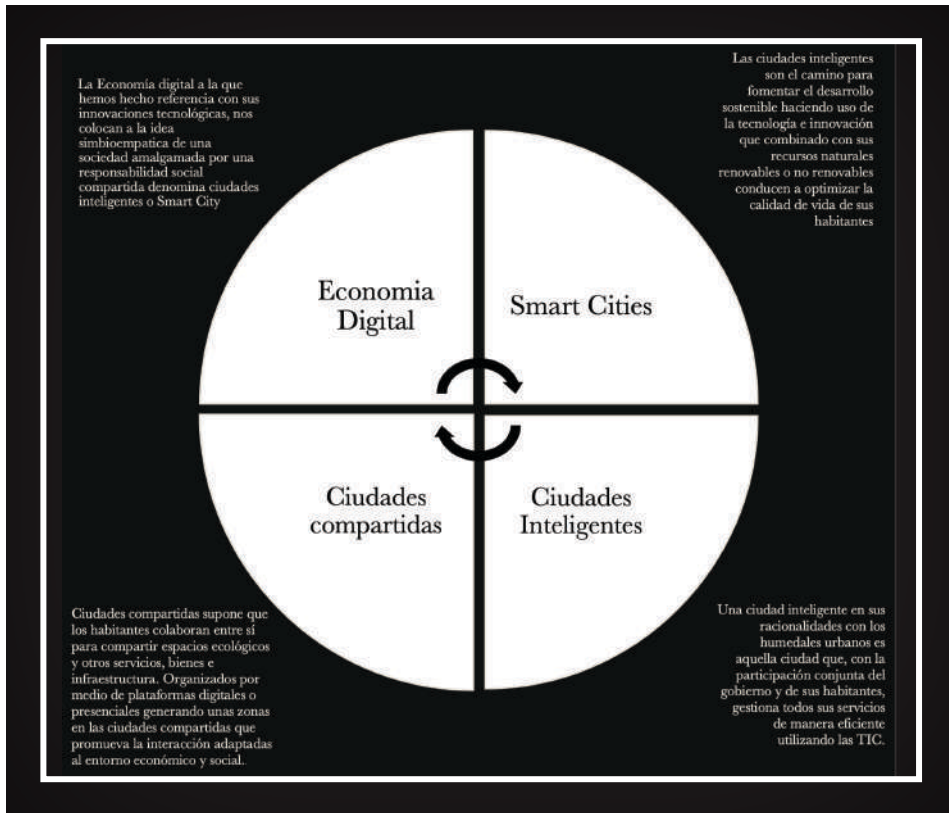 La Economía digital a la que
hemos hecho referencia con sus
innovaciones tecnológicas, nos
colocan a la idea
simbioempatica de una
sociedad amalgamada por una
responsabilidad social
compartida denomina ciudades
inteligentes o Smart City
Las ciudades inteligentes
son el camino para
fomentar el desarrollo
sostenible haciendo uso de
la tecnología e innovación
que combinado con sus
recursos naturales
renovables o no renovables
conducen a optimizar la
calidad de vida de sus
habitantes
Economia
Digital
Smart Cities
Ciudades
compartidas
Ciudades
Inteligentes
Ciudades compartidas supone que
los habitantes colaboran entre sí
para compartir espacios ecológicos
y otros servicios, bienes e
infraestructura. Organizados por
medio de plataformas digitales o
presenciales generando unas zonas
en las ciudades compartidas que
promueva la interacción adaptadas
al entorno económico y social.
Una ciudad inteligente en sus
racionalidades con los
humedales urbanos es
aquella ciudad que, con la
participación conjunta del
gobierno y de sus habitantes,
gestiona todos sus servicios
de manera eficiente
utilizando las TIC.